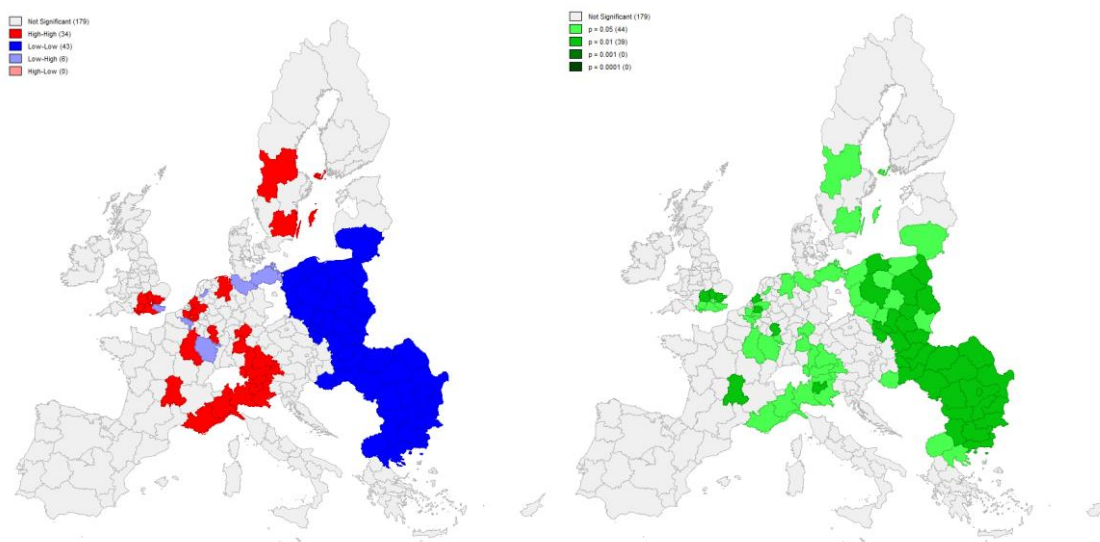 Not Significant (179)
High-High (34)
Low-Low (43)
Low-High (6)
High-Low (0)
Not Significant (179)
p = 0.05 (44)
p = 0.01 (39)
p = 0.001 (0)
p = 0.0001 (0)